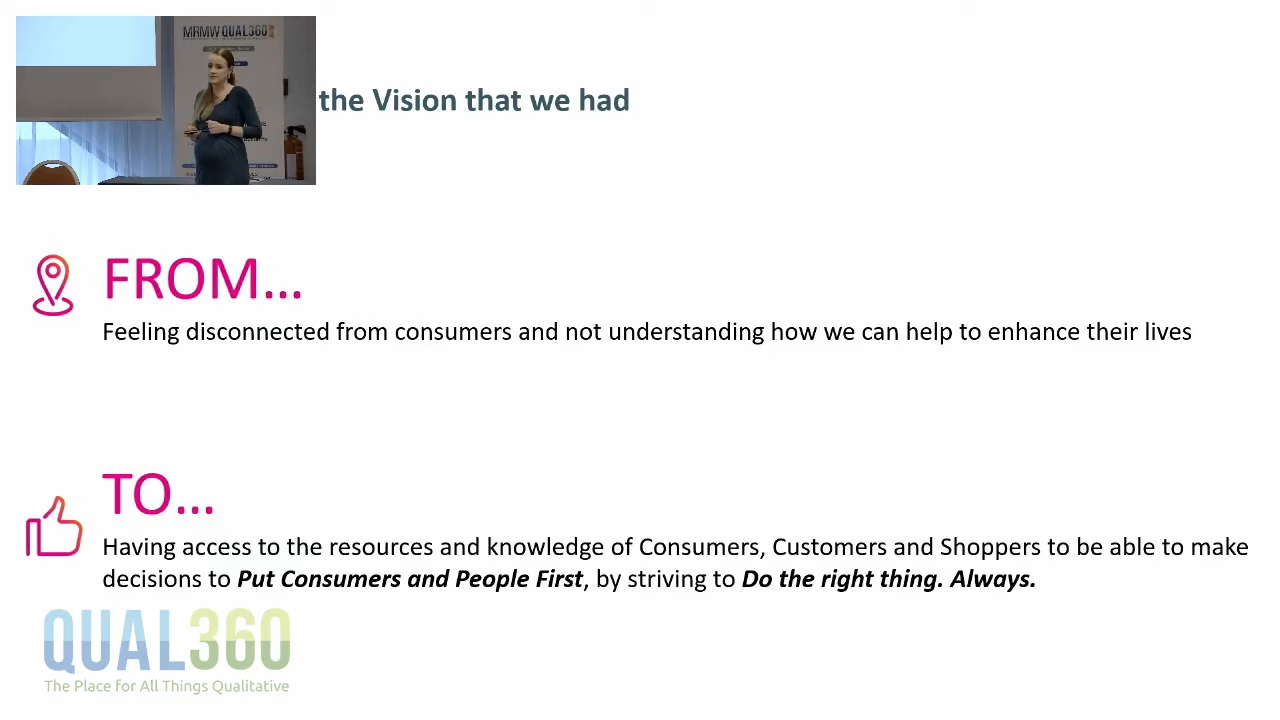 MRMW QUAL360
the Vision that we had
FROM...
Feeling disconnected from consumers and not understanding how we can help to enhance their lives
TO...
Having access to the resources and knowledge of Consumers, Customers and Shoppers to be able to make
decisions to Put Consumers and People First, by striving to Do the right thing. Always.
QUAL360
The Place for All Things Qualitative